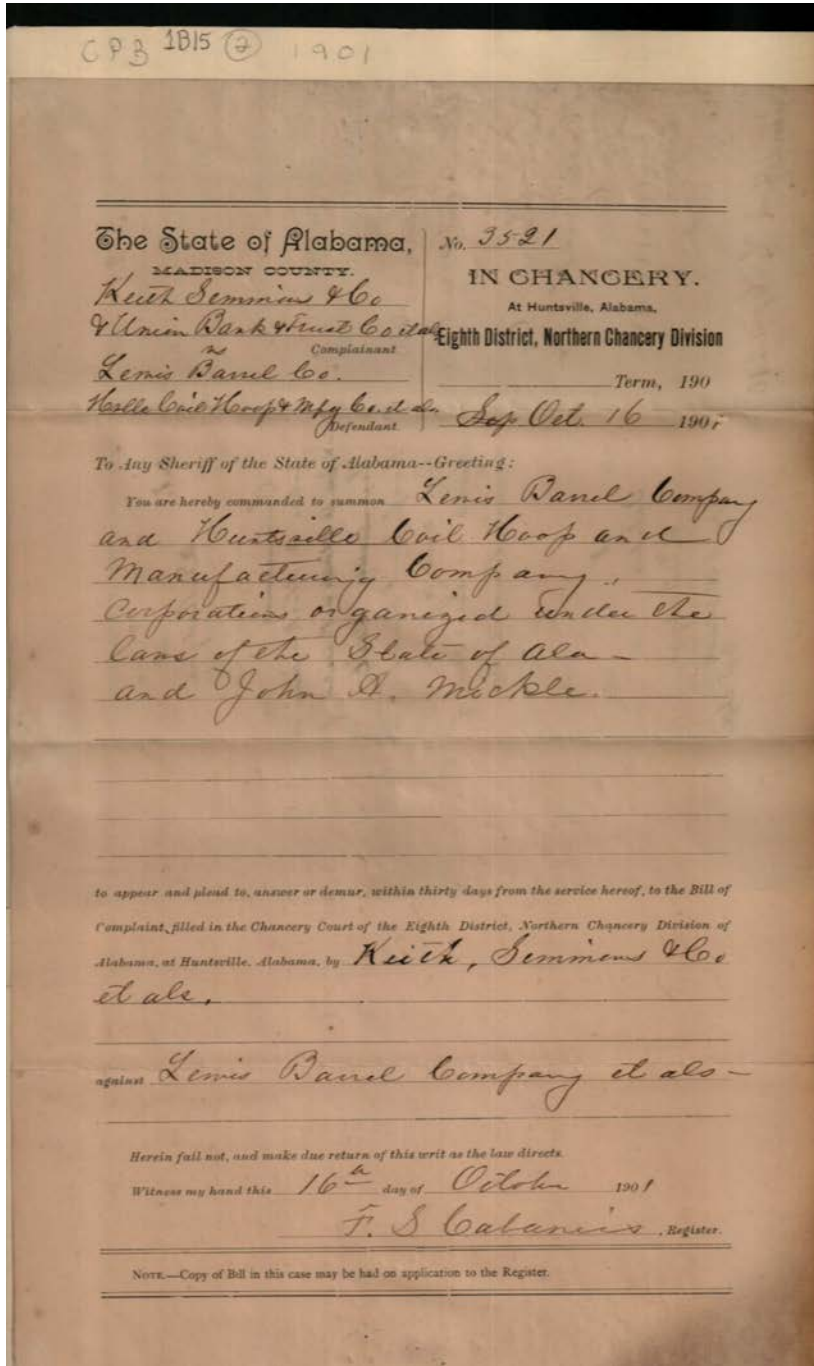 CPB 1B15 2 1901
The State of Alabama,
MADISON COUNTY.
Keith Simmons & Co
& Union Bank & Trust Co et als
Complainant
vs
Lewis Barrel Co.
Coil Hoop & Mfg Co. et als
Defendant
No. 3521
IN CHANCERY.
At Huntsville, Alabama,
Eighth District, Northern Chancery Division
Term, 190
Oct. 16 1901
To Any Sheriff of the State of Alabama--Greeting:
You are hereby commanded to summon Lewis Barrel Company
and Huntsville Coil Hoop and
Manufacturing Company,
Corporations organized under the
laws of the State of Ala-
and John A. Mickle.
to appear and plead to, answer or demur, within thirty days from the service hereof, to the Bill of
Complaint, filled in the Chancery Court of the Eighth District, Northern Chancery Division of
Alabama, at Huntsville, Alabama, by Keith, Simmons & Co
et als.
against Lewis Barrel Company et als-
Herein fail not, and make due return of this writ as the law directs.
Witness my hand this 16th day of October 1901
F. S Cabaniss, Register.
NOTE.—Copy of Bill in this case may be had on application to the Register.